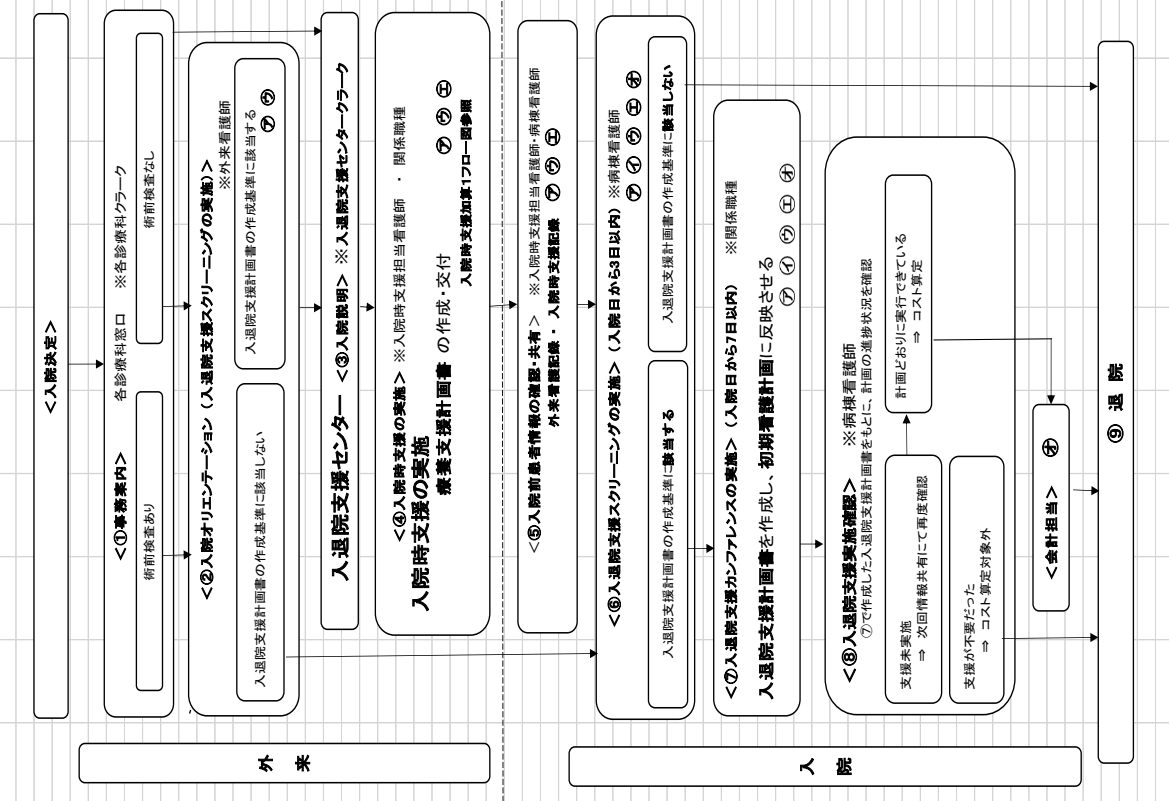 ＜入院決定＞
＜①事務案内＞　　各診療科窓口　※各診療科クラーク
術前検査あり
術前検査なし
＜②入院オリエンテーション（入退院支援スクリーニングの実施)＞
※外来看護師
入退院支援計画書の作成基準に該当しない
入退院支援計画書の作成基準に該当する
㋐ ㋒
入退院支援センター ＜③入院説明＞ ※入退院支援センタークラーク
＜④入院時支援の実施＞ ※入院時支援担当看護師 ・ 関係職種
入院時支援の実施
療養支援計画書 の作成・交付　　㋐ ㋒ ㋓
入院時支援加算1フロー図参照
＜⑤入院前患者情報の確認・共有＞　※入院時支援担当看護師・病棟看護師
外来看護記録 ・ 入院時支援記録　㋐ ㋒ ㋓
＜⑥入退院支援スクリーニングの実施＞（入院日から3日以内）※病棟看護師
㋐ ㋑ ㋒ ㋓ ㋔
入退院支援計画書の作成基準に該当する
入退院支援計画書の作成基準に該当しない
＜⑦入退院支援カンファレンスの実施＞（入院日から7日以内）　※関係職種
入退院支援計画書を作成し、初期看護計画に反映させる
㋐ ㋑ ㋒ ㋓ ㋔
＜⑧入退院支援実施確認＞　※病棟看護師
⑦で作成した入退院支援計画書をもとに、計画の進捗状況を確認
支援未実施
⇒ 次回情報共有にて再度確認
計画どおりに実行できている
⇒ コスト算定
支援が不要だった
⇒ コスト算定対象外
＜会計担当＞　㋔
⑨ 退 院
外 来
入 院